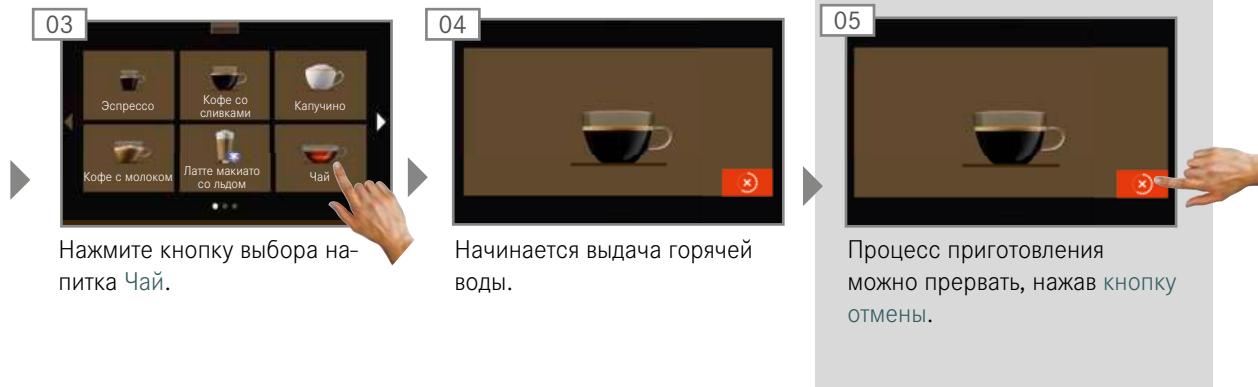 03
Эспрессо
Кофе со
сливками
Капучино
Кофе с молоком
Латте макиато
со льдом
Чай
Нажмите кнопку выбора на-
питка Чай.
04
Начинается выдача горячей
воды.
05
Процесс приготовления
можно прервать, нажав кнопку
отмены.